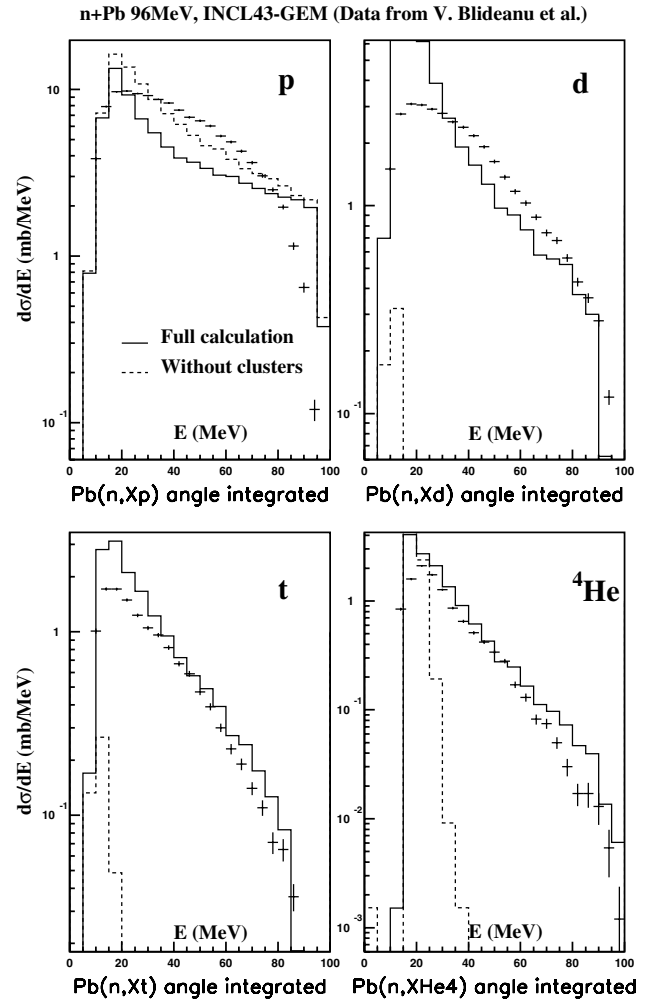 n+Pb 96MeV, INCL43-GEM (Data from V. Blideanu et al.)
p
dσ/dE (mb/MeV)
10
1
10⁻¹
Full calculation
Without clusters
E (MeV)
0 20 40 60 80 100
Pb(n,Xp) angle integrated
d
1
10⁻¹
E (MeV)
0 20 40 60 80 100
Pb(n,Xd) angle integrated
t
dσ/dE (mb/MeV)
1
10⁻¹
E (MeV)
0 20 40 60 80 100
Pb(n,Xt) angle integrated
⁴He
1
10⁻¹
10⁻²
10⁻³
E (MeV)
0 20 40 60 80 100
Pb(n,XHe4) angle integrated